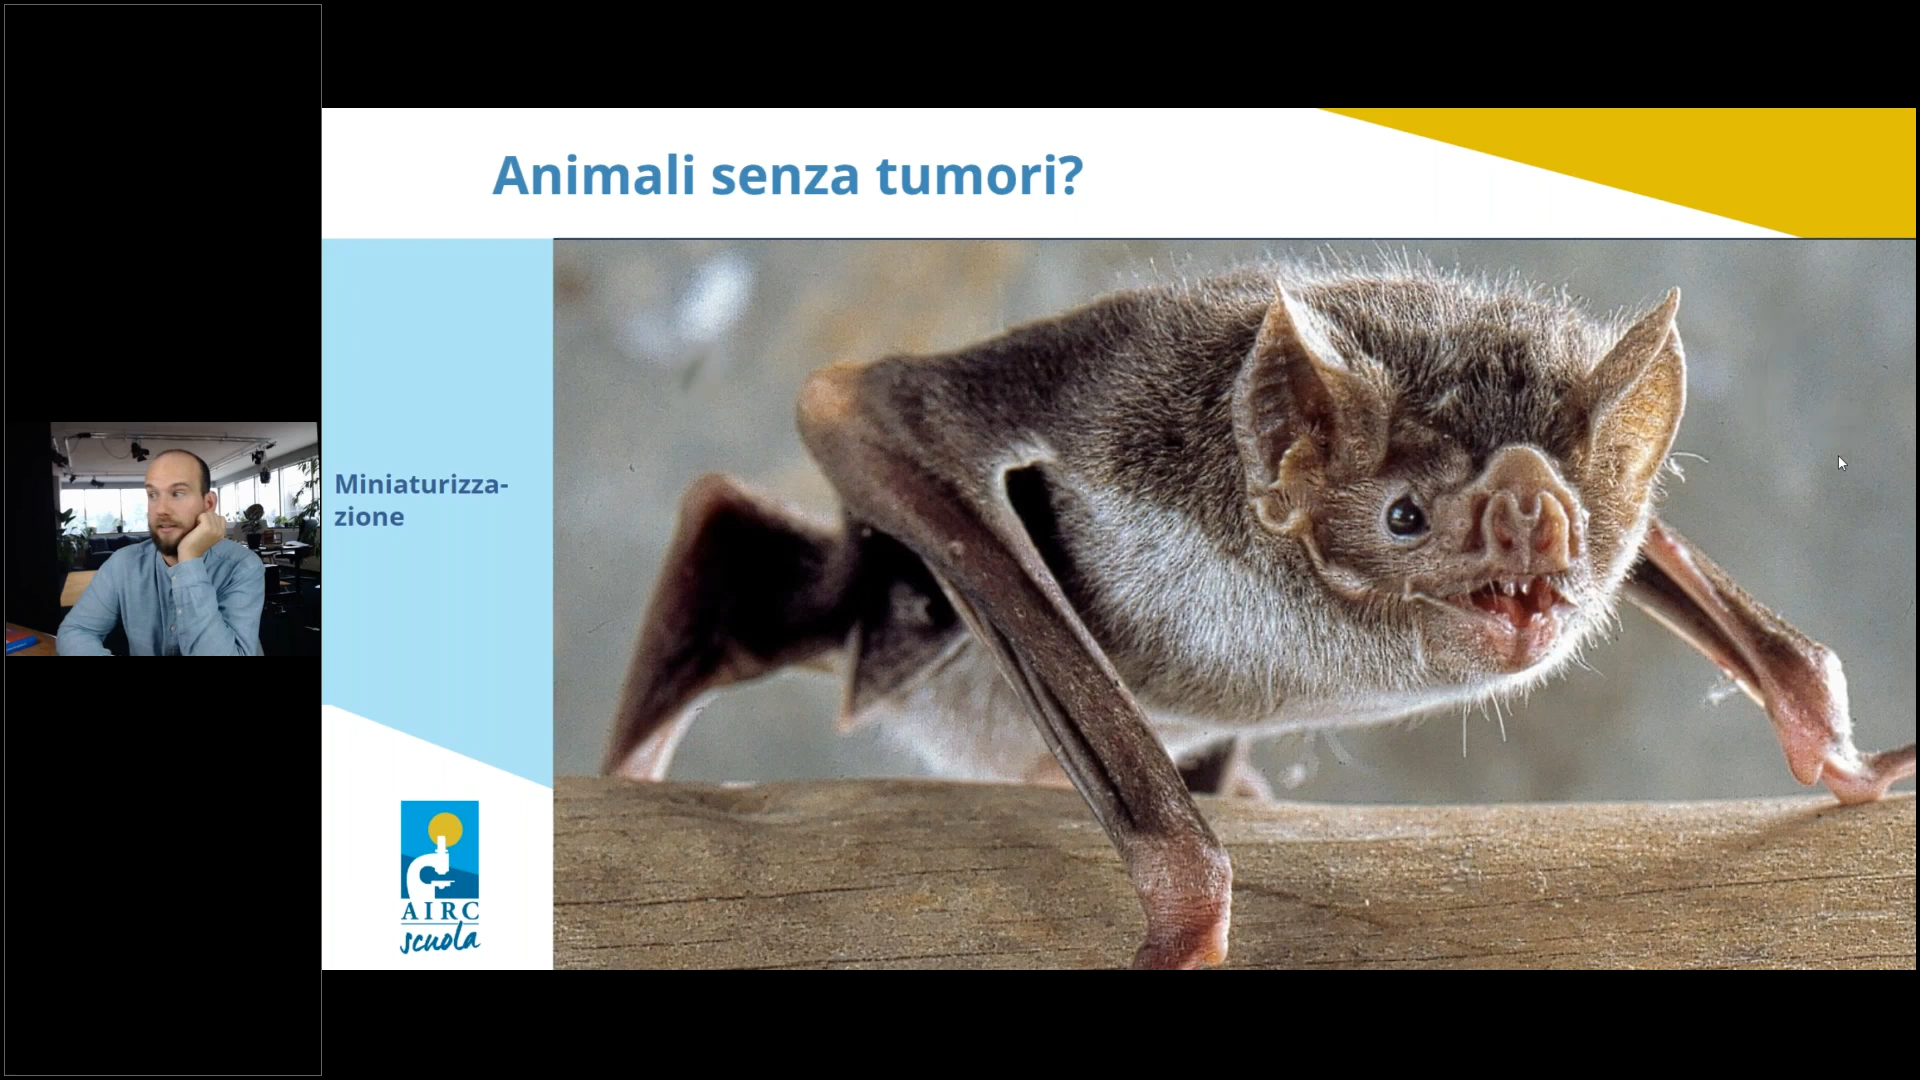 Animali senza tumori?
Miniaturizza-
zione
AIRC
scuola